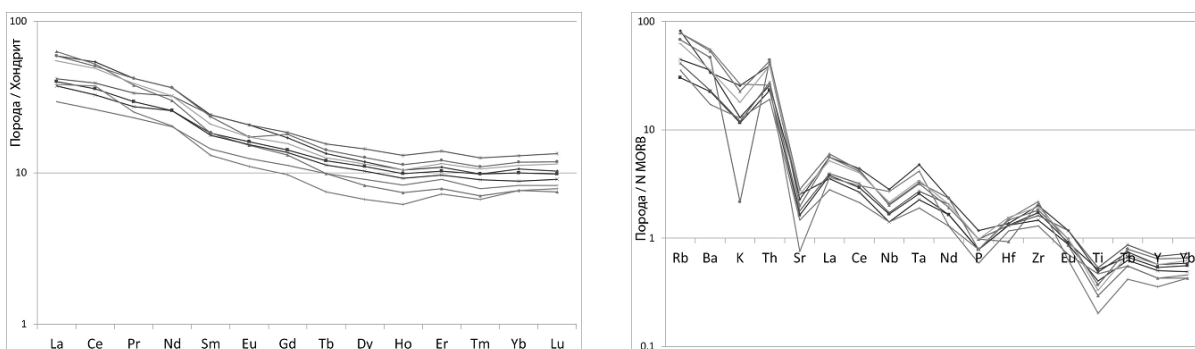 Порода / Хондрит
100
10
1
La Ce Pr Nd Sm Eu Gd Tb Dy Ho Er Tm Yb Lu
Порода / N MORB
100
10
1
0.1
Rb Ba K Th Sr La Ce Nb Ta Nd P Hf Zr Eu Ti Tb Y Yb